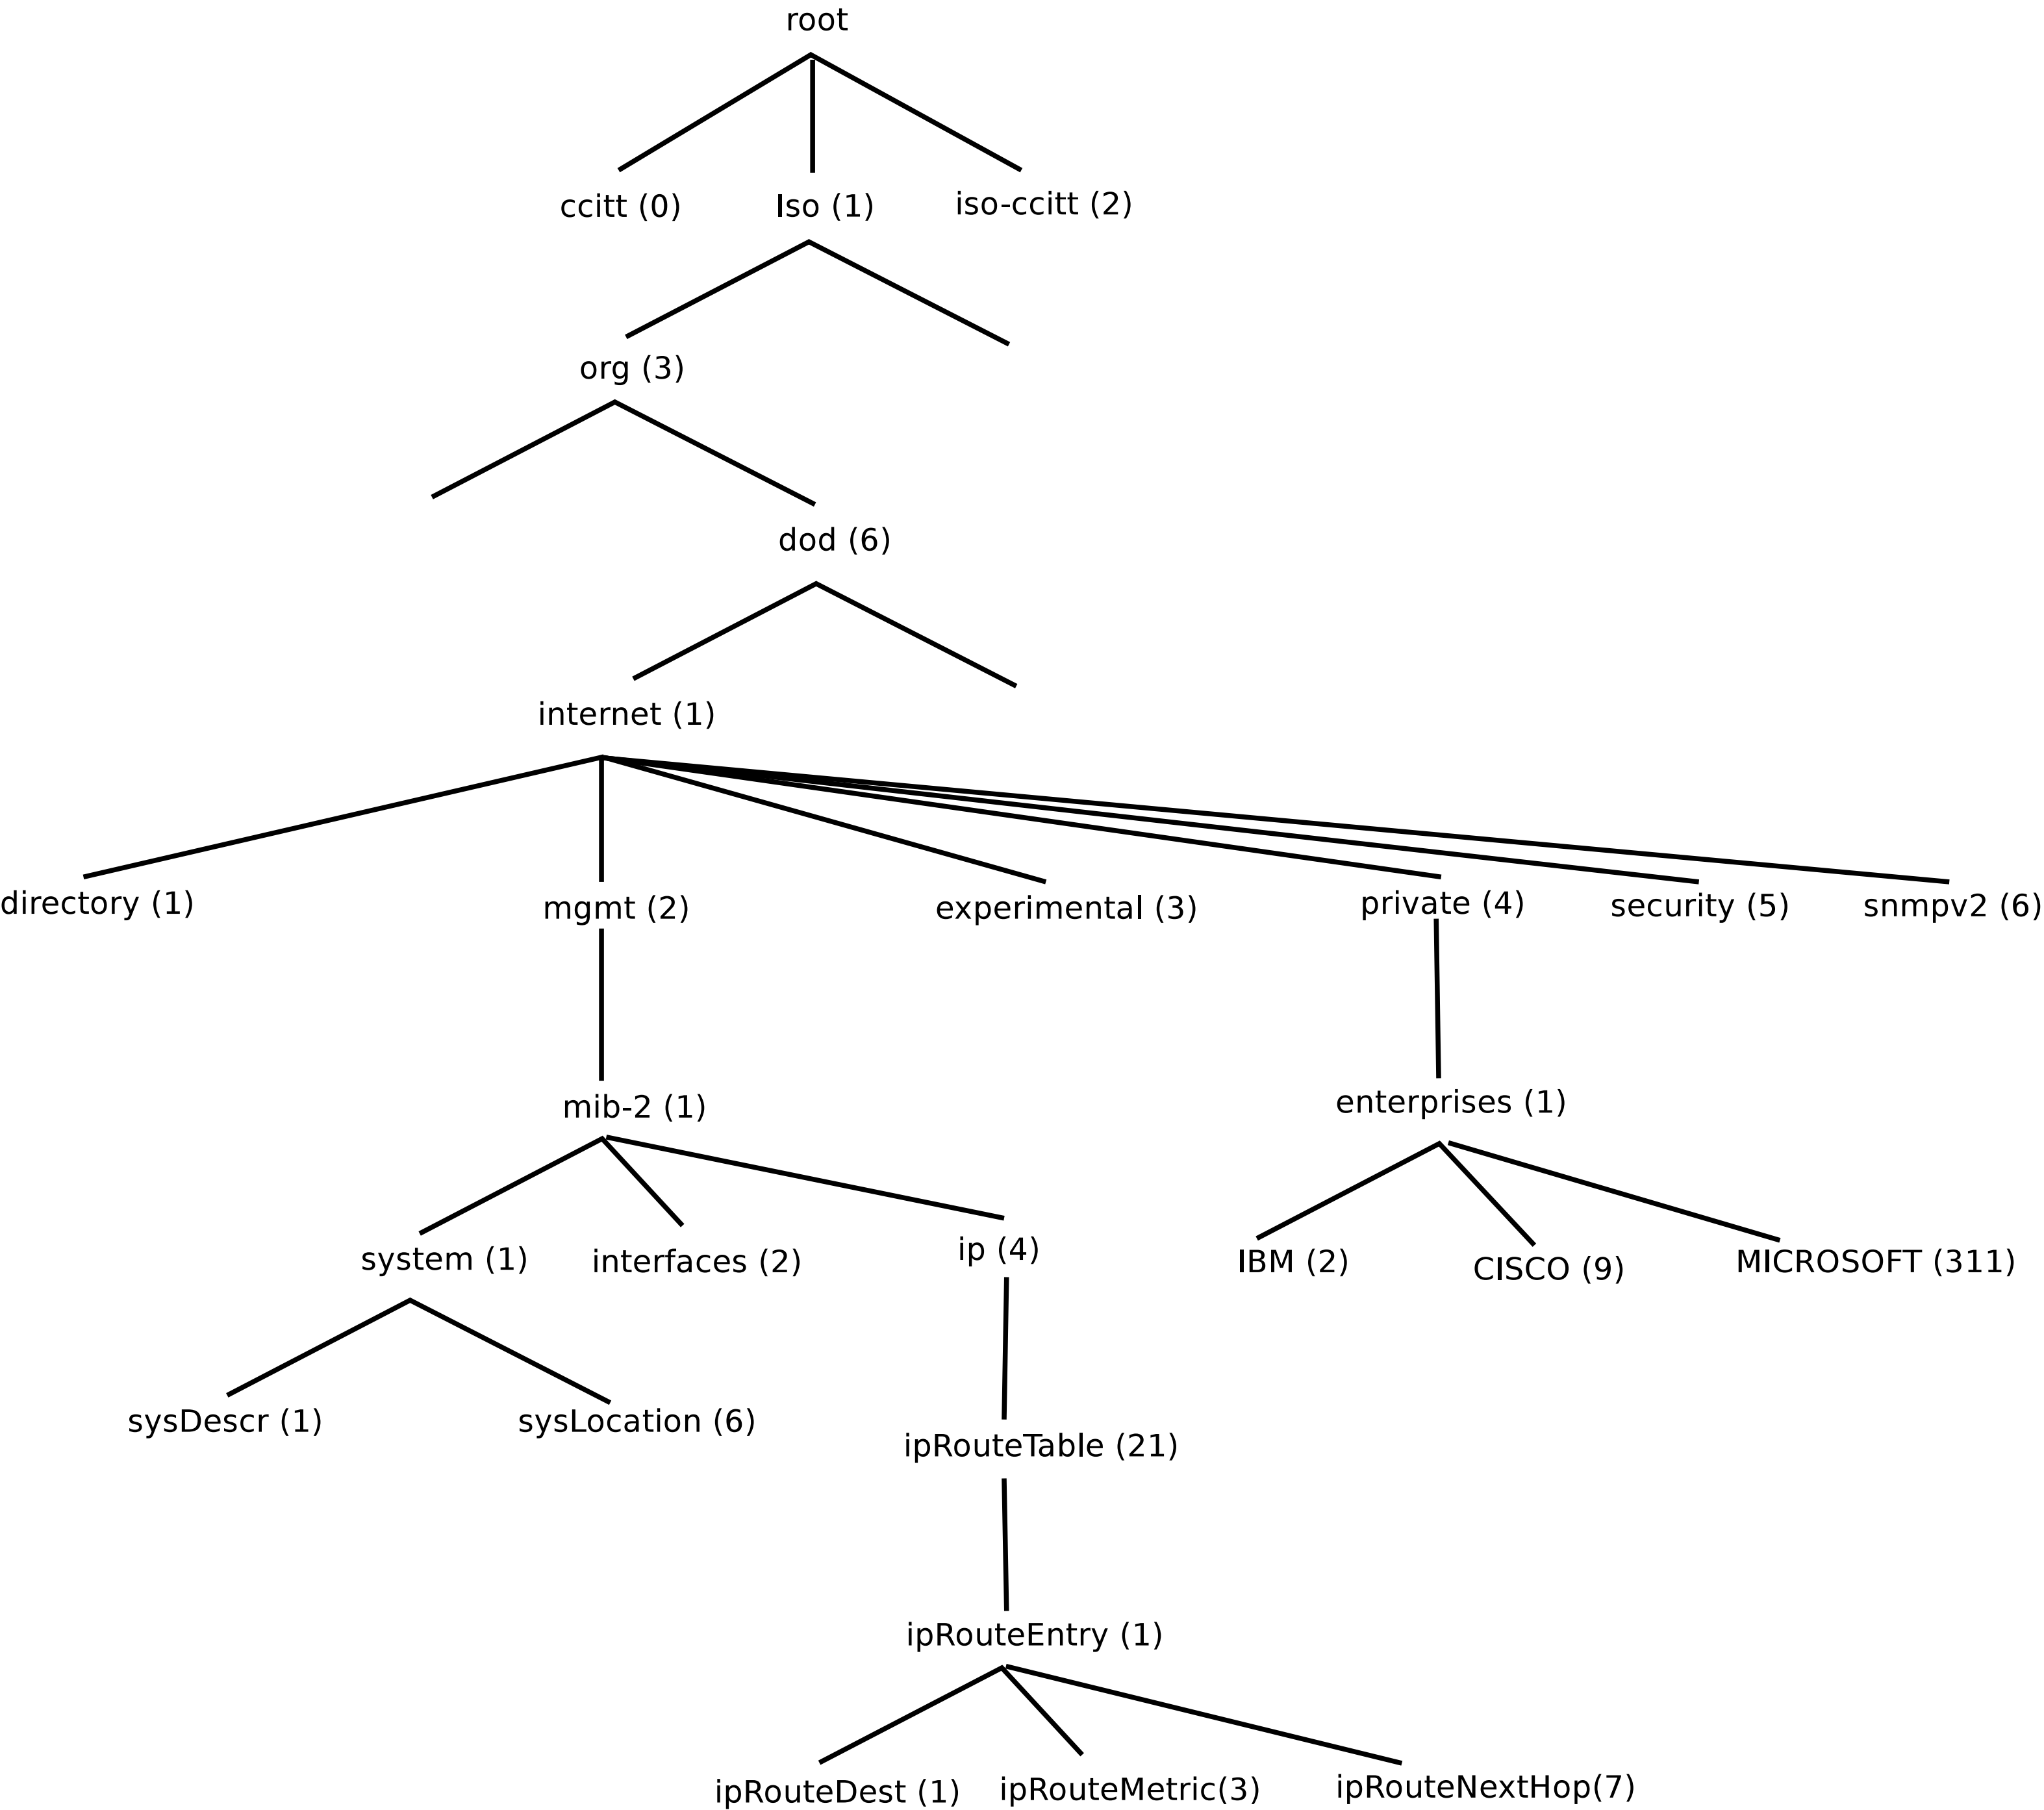 root
ccitt (0)
Iso (1)
iso-ccitt (2)
org (3)
dod (6)
internet (1)
directory (1)
mgmt (2)
experimental (3)
private (4)
security (5)
snmpv2 (6)
mib-2 (1)
enterprises (1)
system (1)
interfaces (2)
ip (4)
IBM (2)
CISCO (9)
MICROSOFT (311)
sysDescr (1)
sysLocation (6)
ipRouteTable (21)
ipRouteEntry (1)
ipRouteDest (1)
ipRouteMetric(3)
ipRouteNextHop(7)